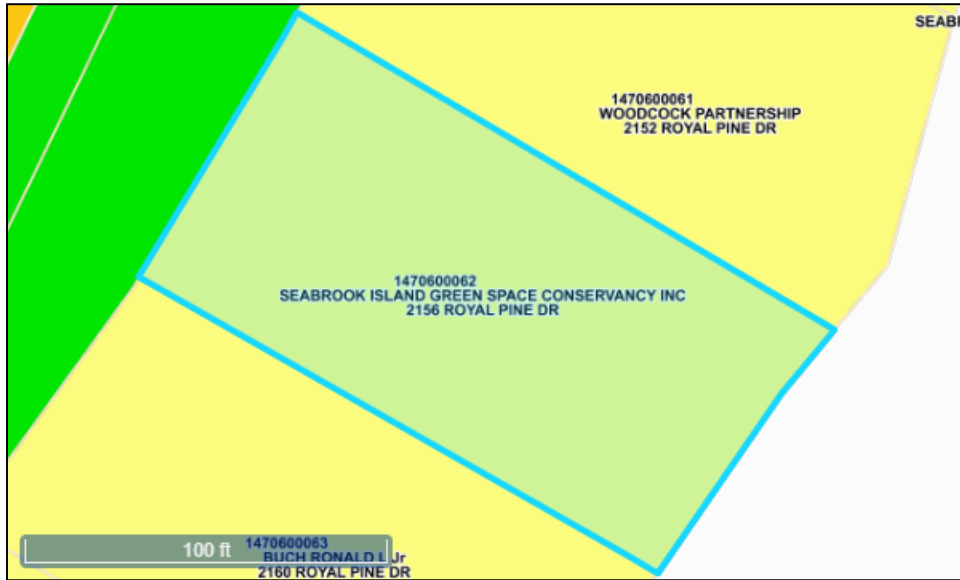 SEABR
1470600061
WOODCOCK PARTNERSHIP
2152 ROYAL PINE DR
1470600062
SEABROOK ISLAND GREEN SPACE CONSERVANCY INC
2156 ROYAL PINE DR
100 ft
1470600063
BUCH RONALD L Jr
2160 ROYAL PINE DR